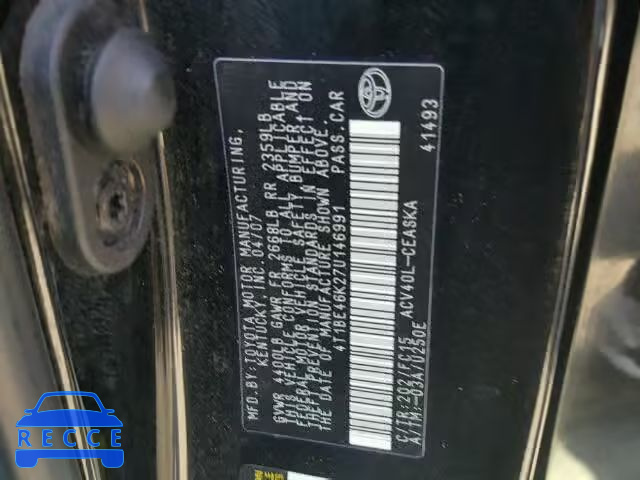 MFD.BY:TOYOTA MOTOR MANUFACTURING,
KENTUCKY, INC. 04/07
GVWR 4400LB GAWR FR 2668LB RR 2359LB
THIS VEHICLE CONFORMS TO ALL APPLICABLE
FEDERAL MOTOR VEHICLE SAFETY, BUMPER, AND
THEFT PREVENTION STANDARDS IN EFFECT ON
THE DATE OF MANUFACTURE SHOWN ABOVE.
4T1BE46K27U146991 PASS.CAR
C/TR:202/FC15 ACV40L-CEASKA
A/TM:-03A/U250E 41493
RECCE